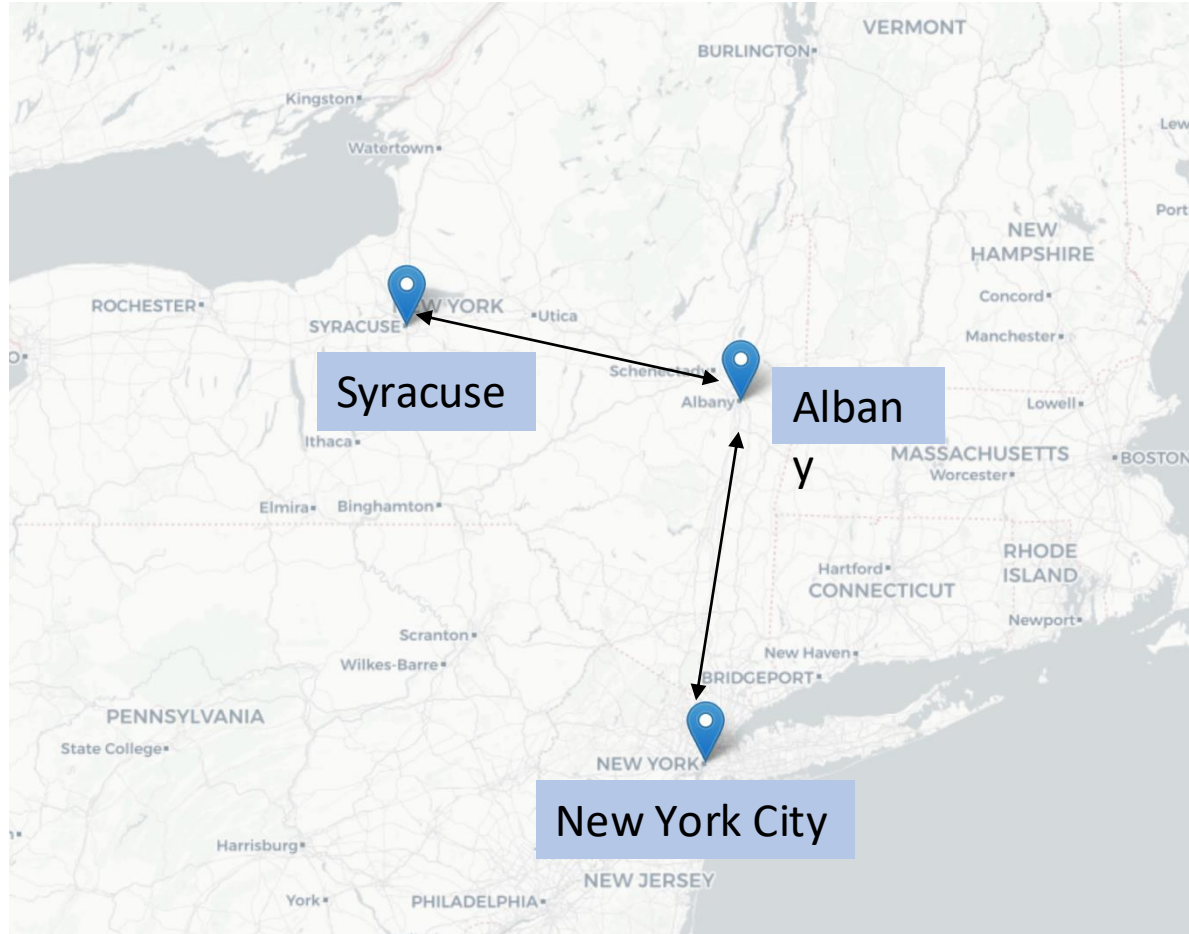 VERMONT
BURLINGTON
Kingston
Watertown
Lew
Port
NEW
HAMPSHIRE
ROCHESTER
NEW YORK
Utica
SYRACUSE
Concord
Manchester
Syracuse
Schenectady
Albany
Alban
y
Lowell
Ithaca
MASSACHUSETTS
BOSTON
Worcester
Elmira
Binghamton
RHODE
ISLAND
Hartford
CONNECTICUT
Newport
Scranton
New Haven
Wilkes-Barre
BRIDGEPORT
PENNSYLVANIA
State College
NEW YORK
New York City
Harrisburg
NEW JERSEY
York
PHILADELPHIA